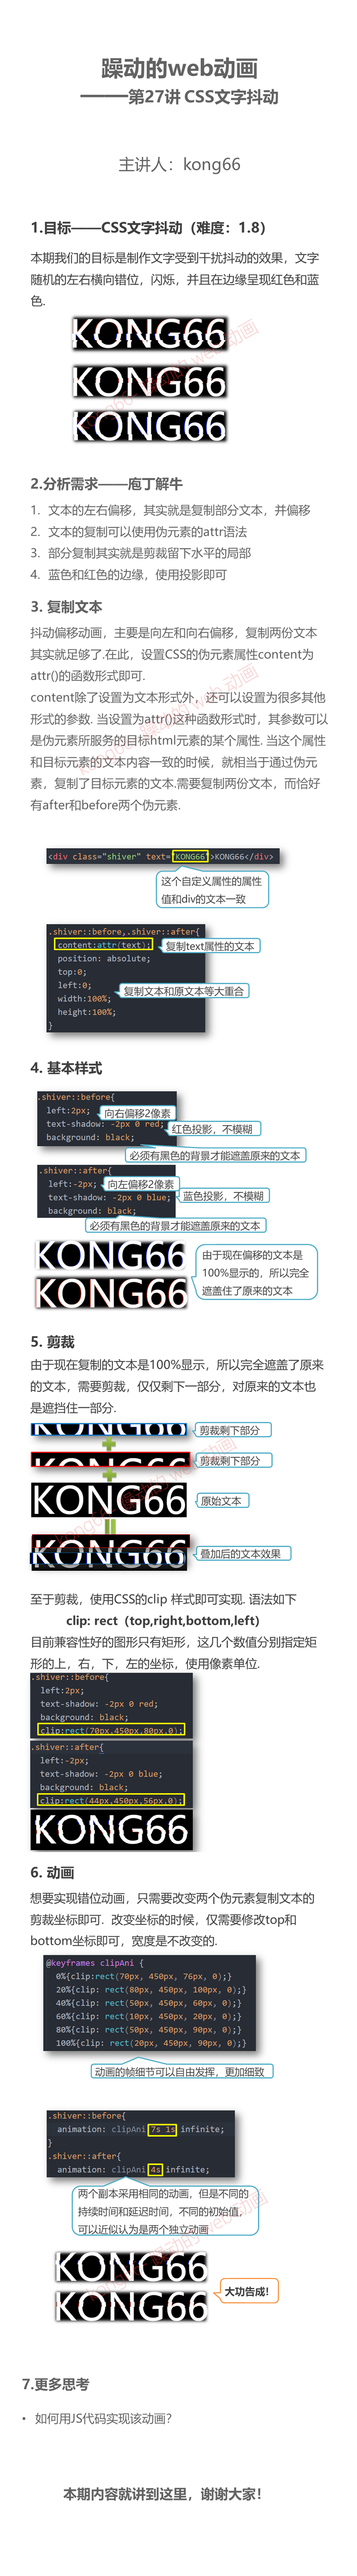 躁动的web动画
———第27讲 CSS文字抖动
主讲人：kong66
1.目标——CSS文字抖动（难度：1.8）
本期我们的目标是制作文字受到干扰抖动的效果，文字
随机的左右横向错位，闪烁，并且在边缘呈现红色和蓝
色.
KONG66
KONG66
KONG66
2.分析需求——庖丁解牛
1. 文本的左右偏移，其实就是复制部分文本，并偏移
2. 文本的复制可以使用伪元素的attr语法
3. 部分复制其实就是剪裁留下水平的局部
4. 蓝色和红色的边缘，使用投影即可
3. 复制文本
抖动偏移动画，主要是向左和向右偏移，复制两份文本
其实就足够了.在此，设置CSS的伪元素属性content为
attr()的函数形式即可.
content除了设置为文本形式外，还可以设置为很多其他
形式的参数. 当设置为attr()这种函数形式时，其参数可以
是伪元素所服务的目标html元素的某个属性. 当这个属性
和目标元素的文本内容一致的时候，就相当于通过伪元
素，复制了目标元素的文本.需要复制两份文本，而恰好
有after和before两个伪元素.
<div class="shiver" text="KONG66">KONG66</div>
这个自定义属性的属性
值和div的文本一致
.shiver::before,.shiver::after{
content:attr(text);
复制text属性的文本
position: absolute;
top:0;
left:0;
width:100%;
复制文本和原文本等大重合
height:100%;
}
4. 基本样式
.shiver::before{
left:2px;
向右偏移2像素
text-shadow: -2px 0 red;
红色投影，不模糊
background: black;
必须有黑色的背景才能遮盖原来的文本
.shiver::after{
left:-2px;
向左偏移2像素
text-shadow: -2px 0 blue;
蓝色投影，不模糊
background: black;
必须有黑色的背景才能遮盖原来的文本
KONG66
KONG66
由于现在偏移的文本是
100%显示的，所以完全
遮盖住了原来的文本
5. 剪裁
由于现在复制的文本是100%显示，所以完全遮盖了原来
的文本，需要剪裁，仅仅剩下一部分，对原来的文本也
是遮挡住一部分.
剪裁剩下部分
剪裁剩下部分
KONG66
原始文本
KONG66
叠加后的文本效果
至于剪裁，使用CSS的clip 样式即可实现. 语法如下
clip: rect（top,right,bottom,left）
目前兼容性好的图形只有矩形，这几个数值分别指定矩
形的上，右，下，左的坐标，使用像素单位.
.shiver::before{
left:2px;
text-shadow: -2px 0 red;
background: black;
clip:rect(70px,450px,80px,0);
.shiver::after{
left:-2px;
text-shadow: -2px 0 blue;
background: black;
clip:rect(44px,450px,56px,0);
KONG66
6. 动画
想要实现错位动画，只需要改变两个伪元素复制文本的
剪裁坐标即可. 改变坐标的时候，仅需要修改top和
bottom坐标即可，宽度是不改变的.
@keyframes clipAni {
0%{clip:rect(70px, 450px, 76px, 0);}
20%{clip: rect(80px, 450px, 100px, 0);}
40%{clip: rect(50px, 450px, 60px, 0);}
60%{clip: rect(10px, 450px, 20px, 0);}
80%{clip: rect(50px, 450px, 90px, 0);}
100%{clip: rect(20px, 450px, 90px, 0);}
动画的帧细节可以自由发挥，更加细致
.shiver::before{
animation: clipAni 7s 1s infinite;
}
.shiver::after{
animation: clipAni 4s infinite;
两个副本采用相同的动画，但是不同的
持续时间和延迟时间，不同的初始值，
可以近似认为是两个独立动画
KONG66
KONG66
大功告成!
7.更多思考
• 如何用JS代码实现该动画？
本期内容就讲到这里，谢谢大家！